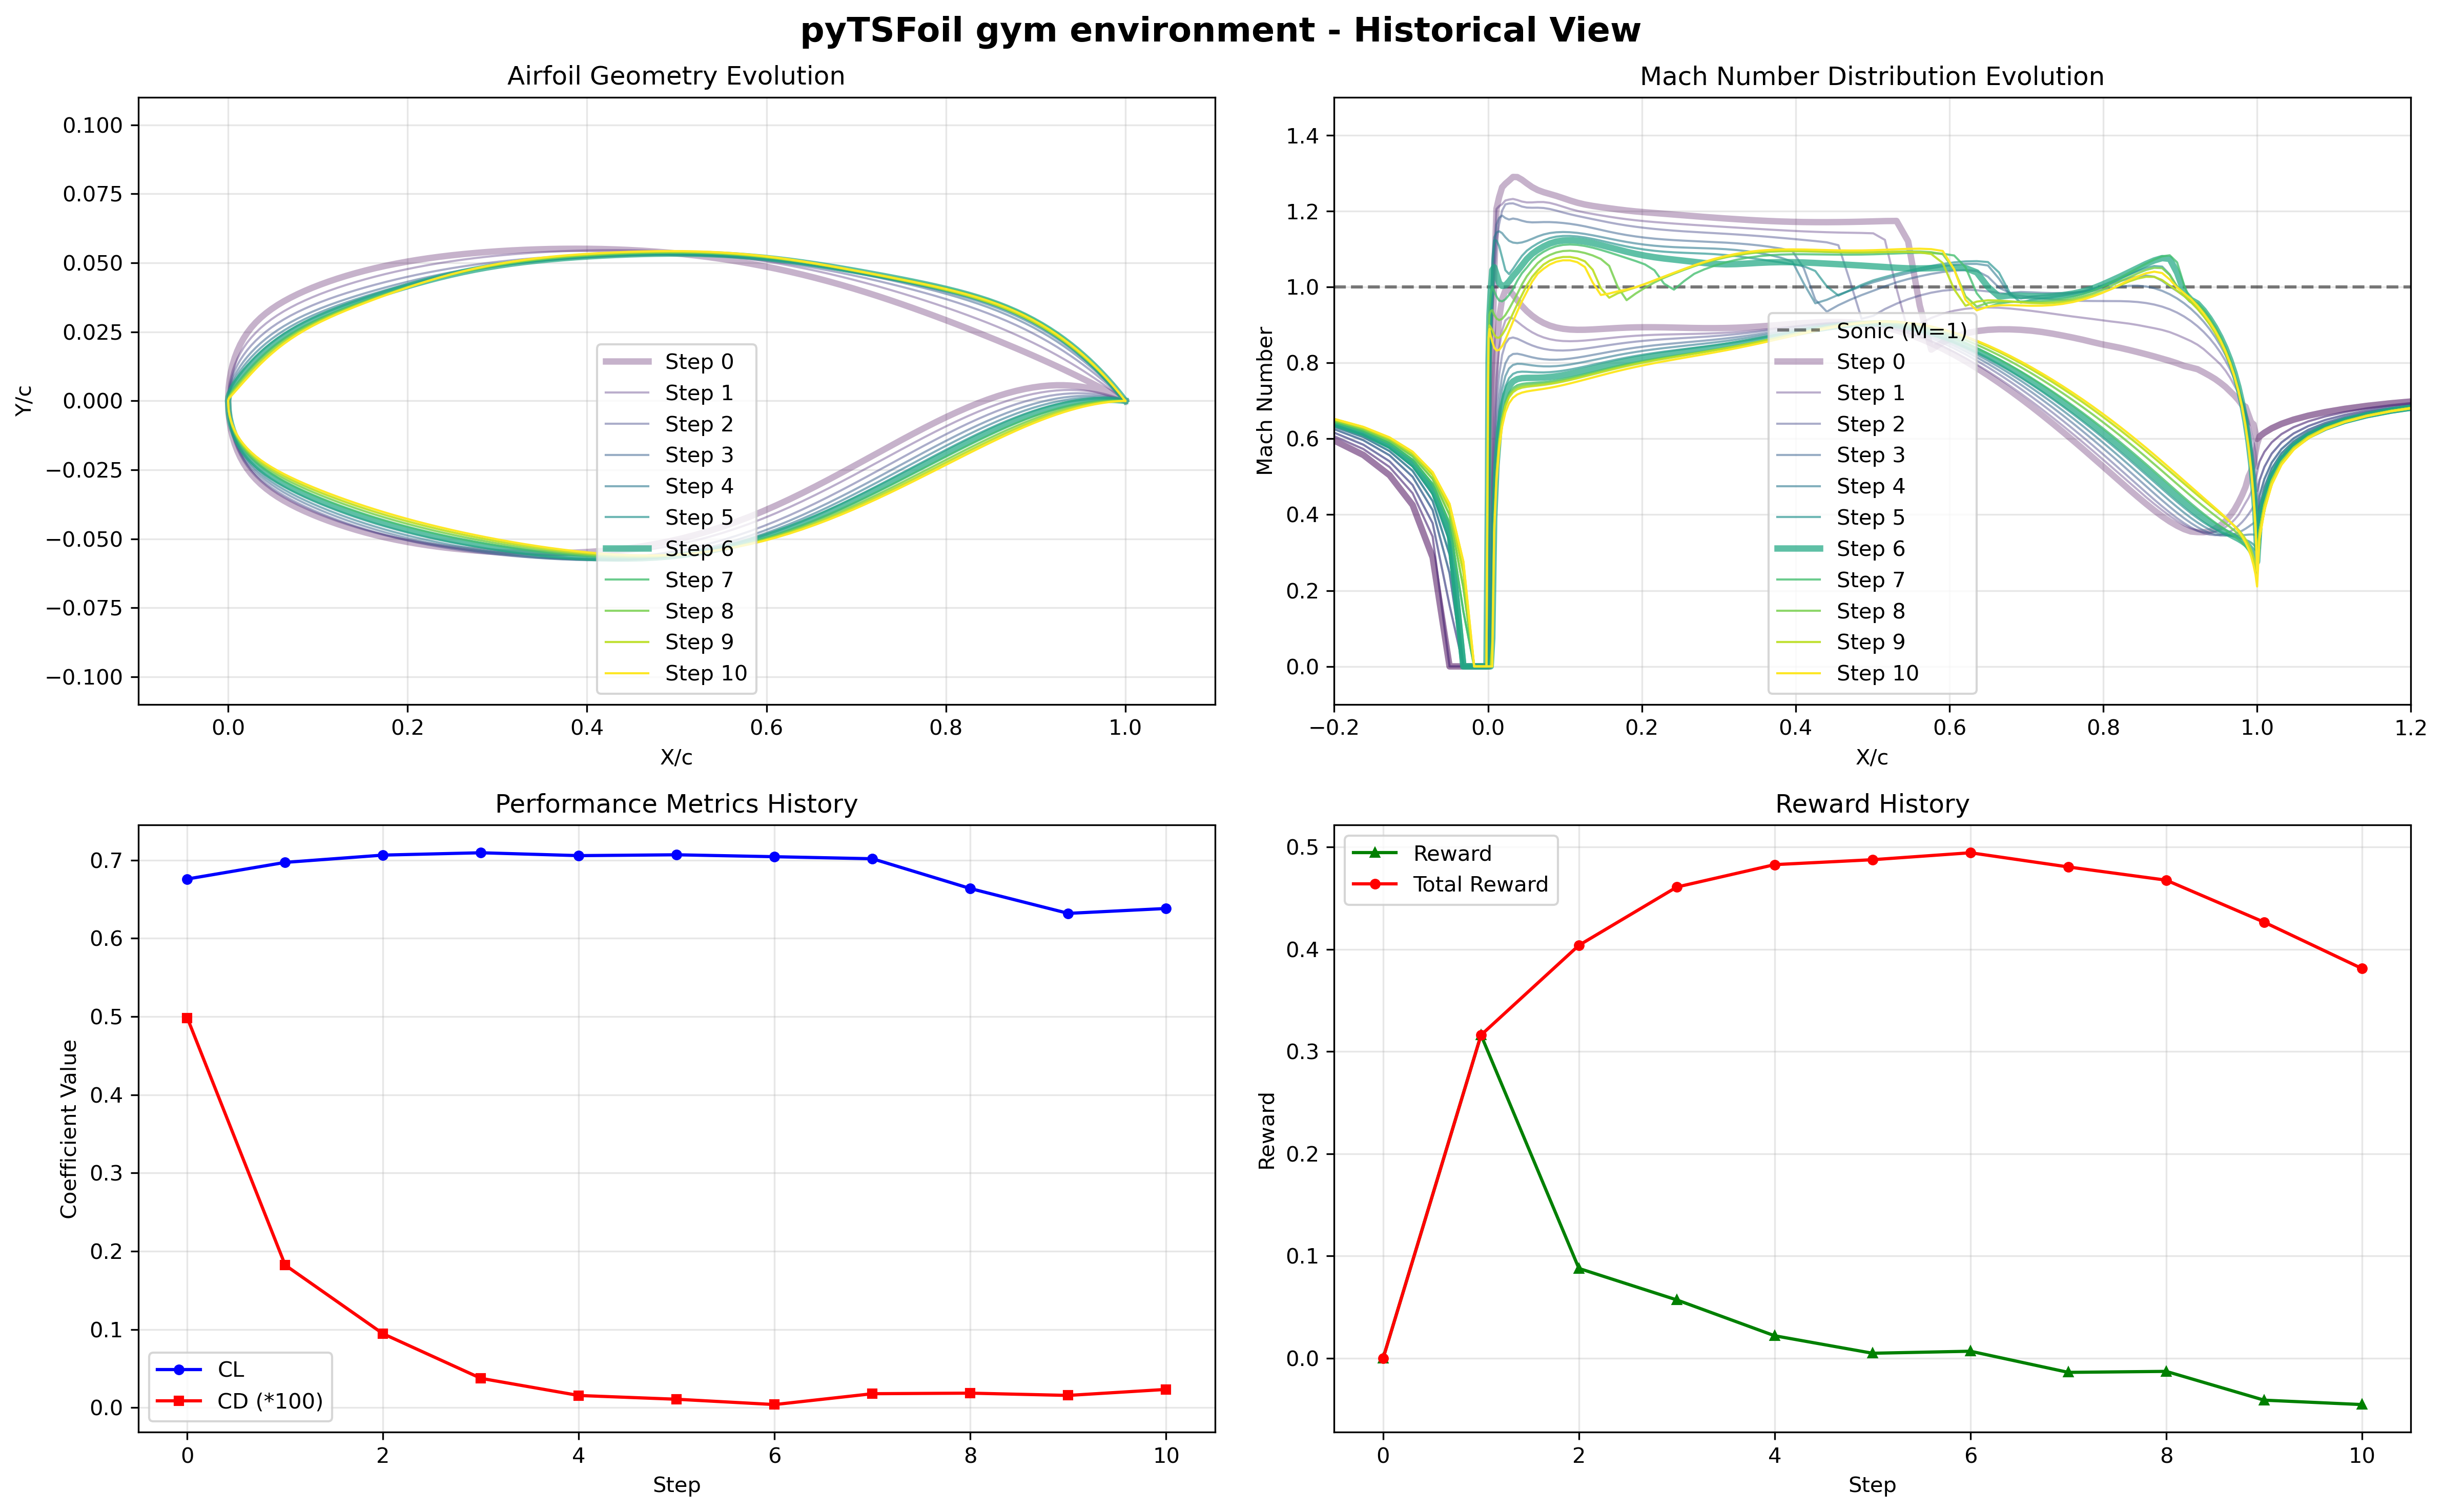 pyTSFoil gym environment - Historical View
Airfoil Geometry Evolution
0.100
0.075
0.050
0.025
0.000
−0.025
−0.050
−0.075
−0.100
Y/c
0.0 0.2 0.4 0.6 0.8 1.0
X/c
Step 0
Step 1
Step 2
Step 3
Step 4
Step 5
Step 6
Step 7
Step 8
Step 9
Step 10
Mach Number Distribution Evolution
1.4
1.2
1.0
0.8
0.6
0.4
0.2
0.0
Mach Number
−0.2 0.0 0.2 0.4 0.6 0.8 1.0 1.2
X/c
Sonic (M=1)
Step 0
Step 1
Step 2
Step 3
Step 4
Step 5
Step 6
Step 7
Step 8
Step 9
Step 10
Performance Metrics History
0.7
0.6
0.5
0.4
0.3
0.2
0.1
0.0
Coefficient Value
CL
CD (*100)
0 2 4 6 8 10
Step
Reward History
0.5
0.4
0.3
0.2
0.1
0.0
Reward
Reward
Total Reward
0 2 4 6 8 10
Step